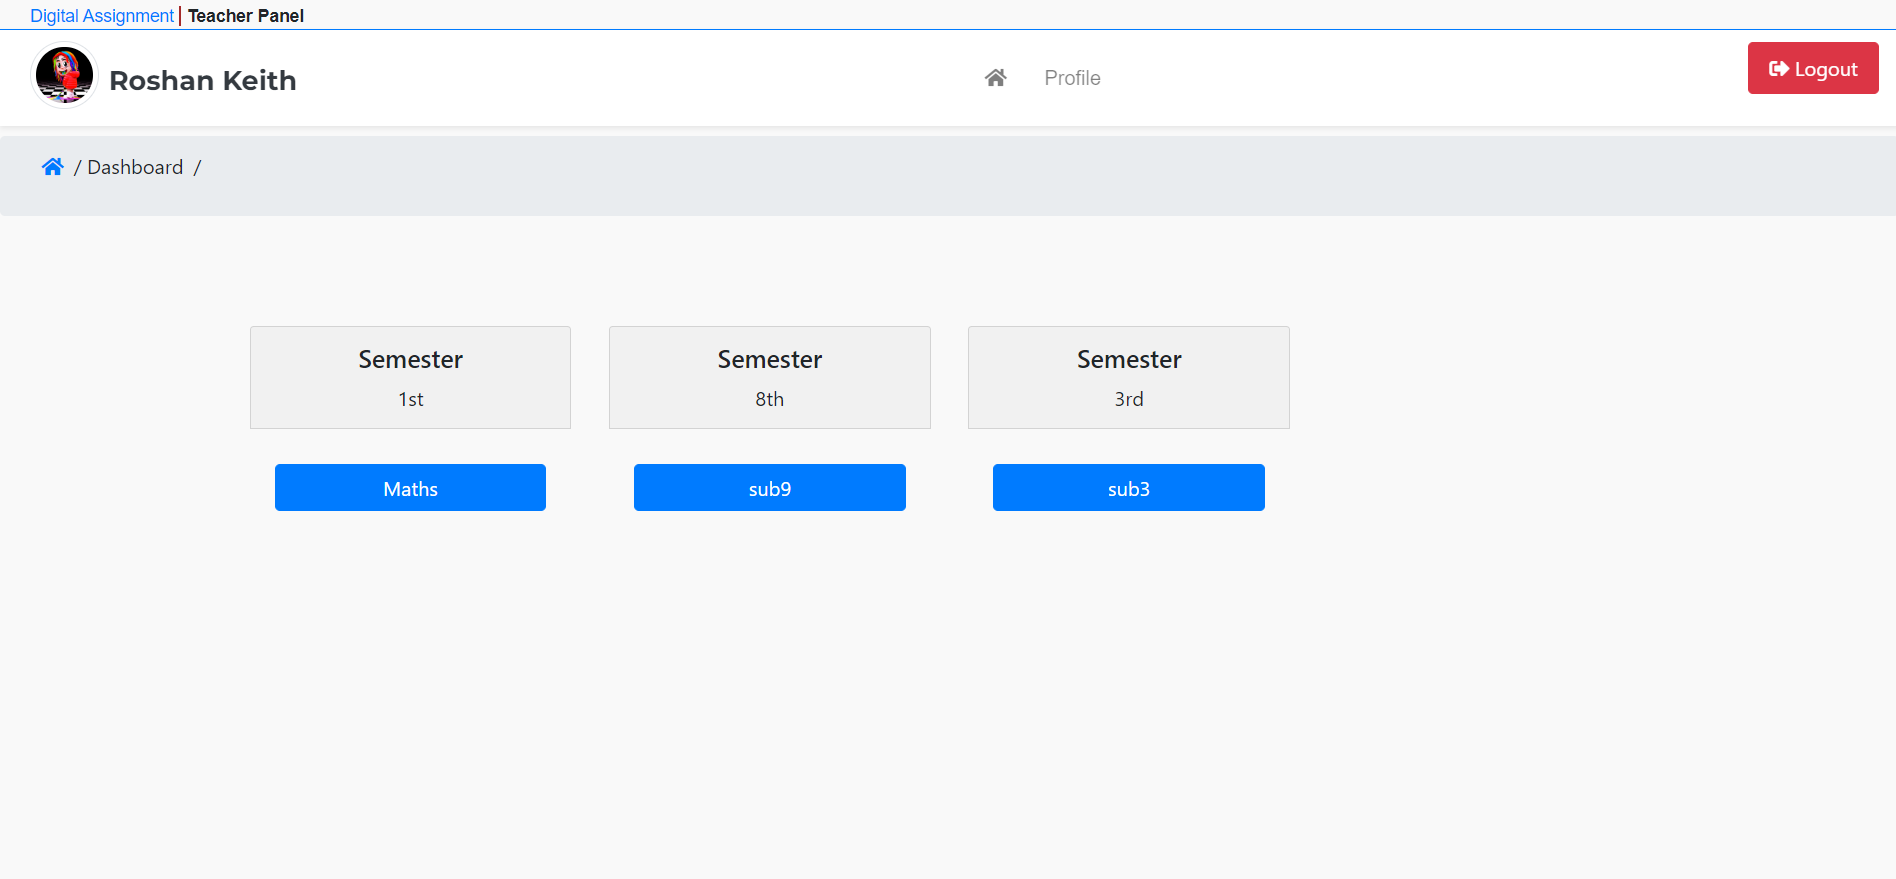 Digital Assignment | Teacher Panel
Roshan Keith
Profile
Logout
/ Dashboard /
Semester
1st
Maths
Semester
8th
sub9
Semester
3rd
sub3